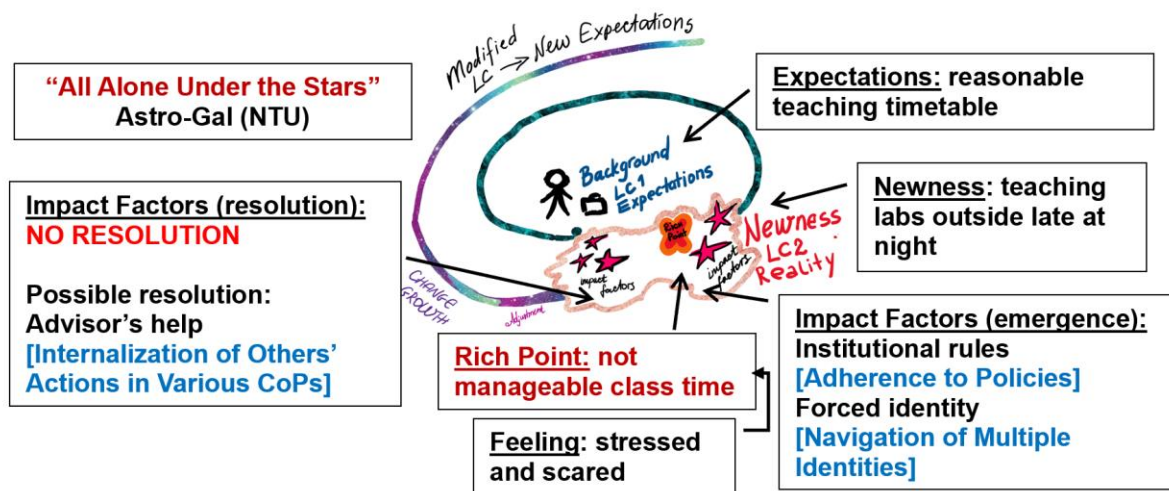 Modified
LC → New Expectations
“All Alone Under the Stars”
Astro-Gal (NTU)
Expectations: reasonable
teaching timetable
Background
LC1
Expectations
Impact Factors (resolution):
NO RESOLUTION
Possible resolution:
Advisor’s help
[Internalization of Others’
Actions in Various CoPs]
Newness: teaching
labs outside late at
night
Rich
Point
Newness
LC2
Reality
impact
factors
impact
factors
CHANGE
GROWTH
Adjustment
Rich Point: not
manageable class time
Impact Factors (emergence):
Institutional rules
[Adherence to Policies]
Forced identity
[Navigation of Multiple
Identities]
Feeling: stressed
and scared